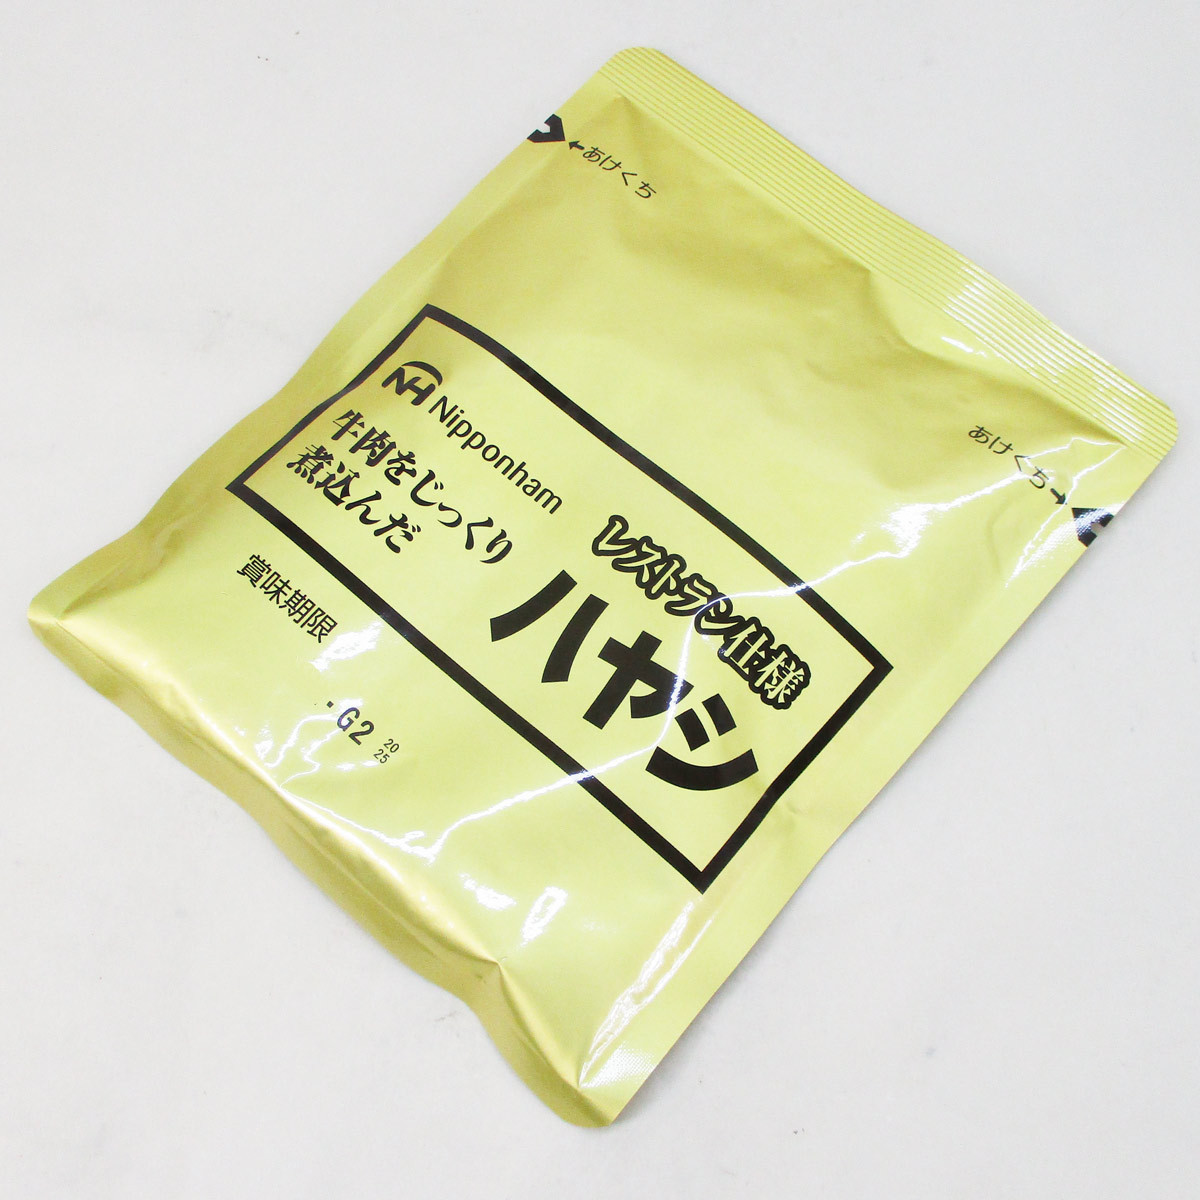 ←あけくち
あけくち→
NH Nipponham
牛肉をじっくり
煮込んだ
レストラン仕様
ハヤシ
賞味期限
.G2 20
25